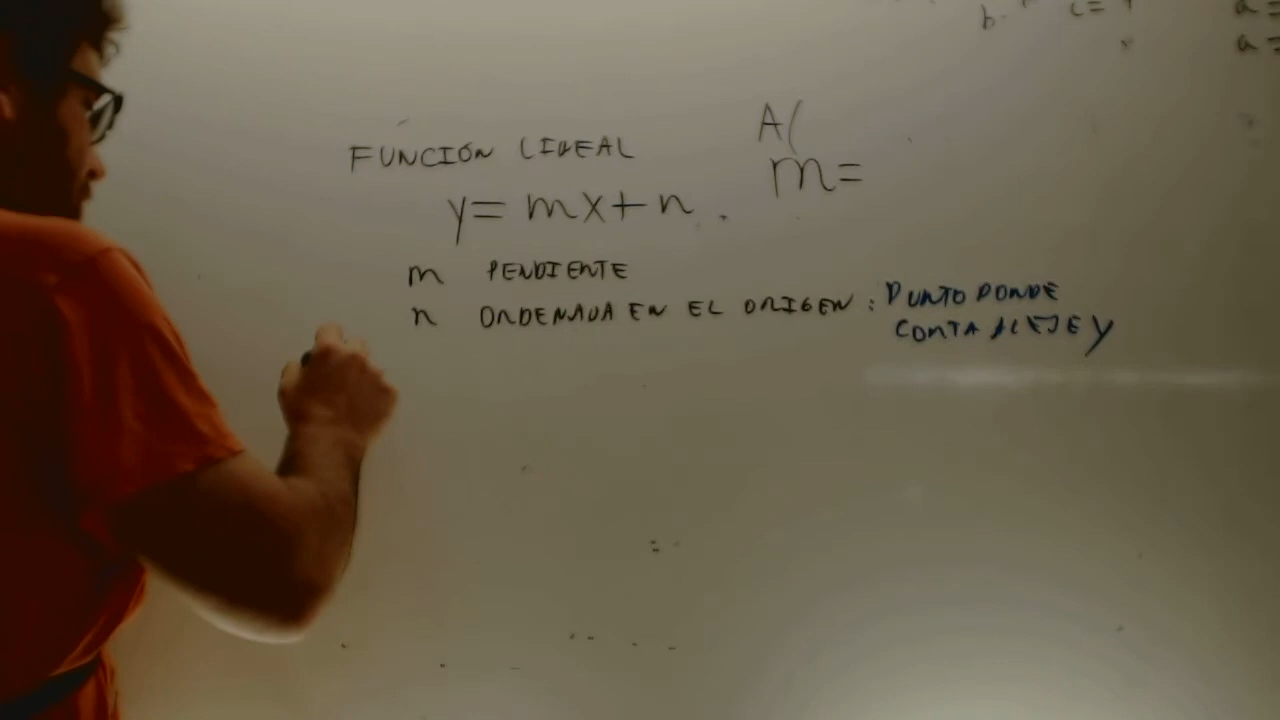 FUNCIÓN LINEAL
y = mx + n
m PENDIENTE
n ORDENADA EN EL ORIGEN : PUNTO DONDE
CORTA AL EJE Y
A(
m=
b c=
a =
a =